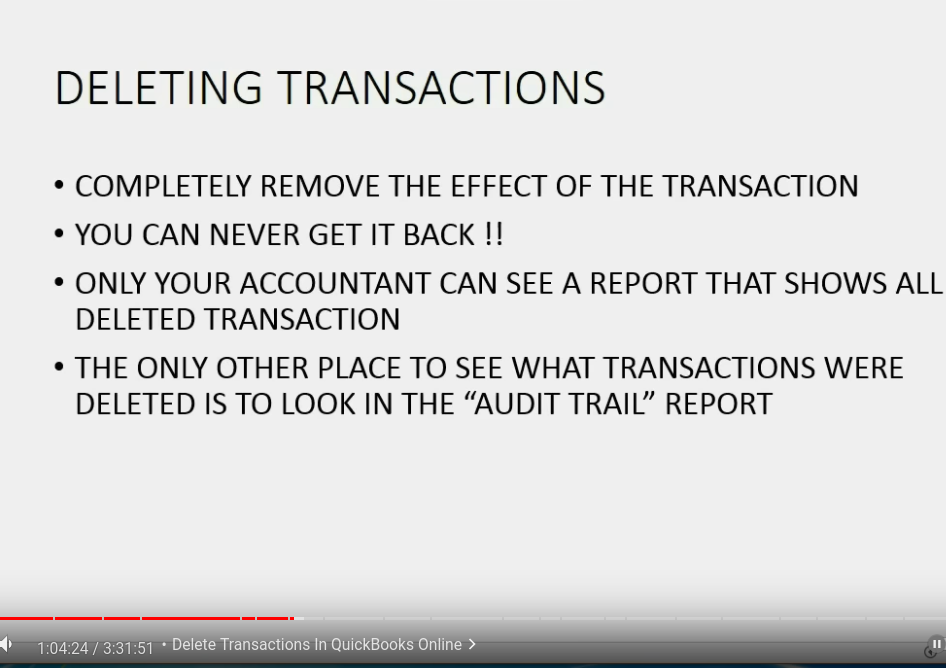 DELETING TRANSACTIONS
• COMPLETELY REMOVE THE EFFECT OF THE TRANSACTION
• YOU CAN NEVER GET IT BACK !!
• ONLY YOUR ACCOUNTANT CAN SEE A REPORT THAT SHOWS ALL
DELETED TRANSACTION
• THE ONLY OTHER PLACE TO SEE WHAT TRANSACTIONS WERE
DELETED IS TO LOOK IN THE “AUDIT TRAIL” REPORT
1:04:24 / 3:31:51 • Delete Transactions In QuickBooks Online